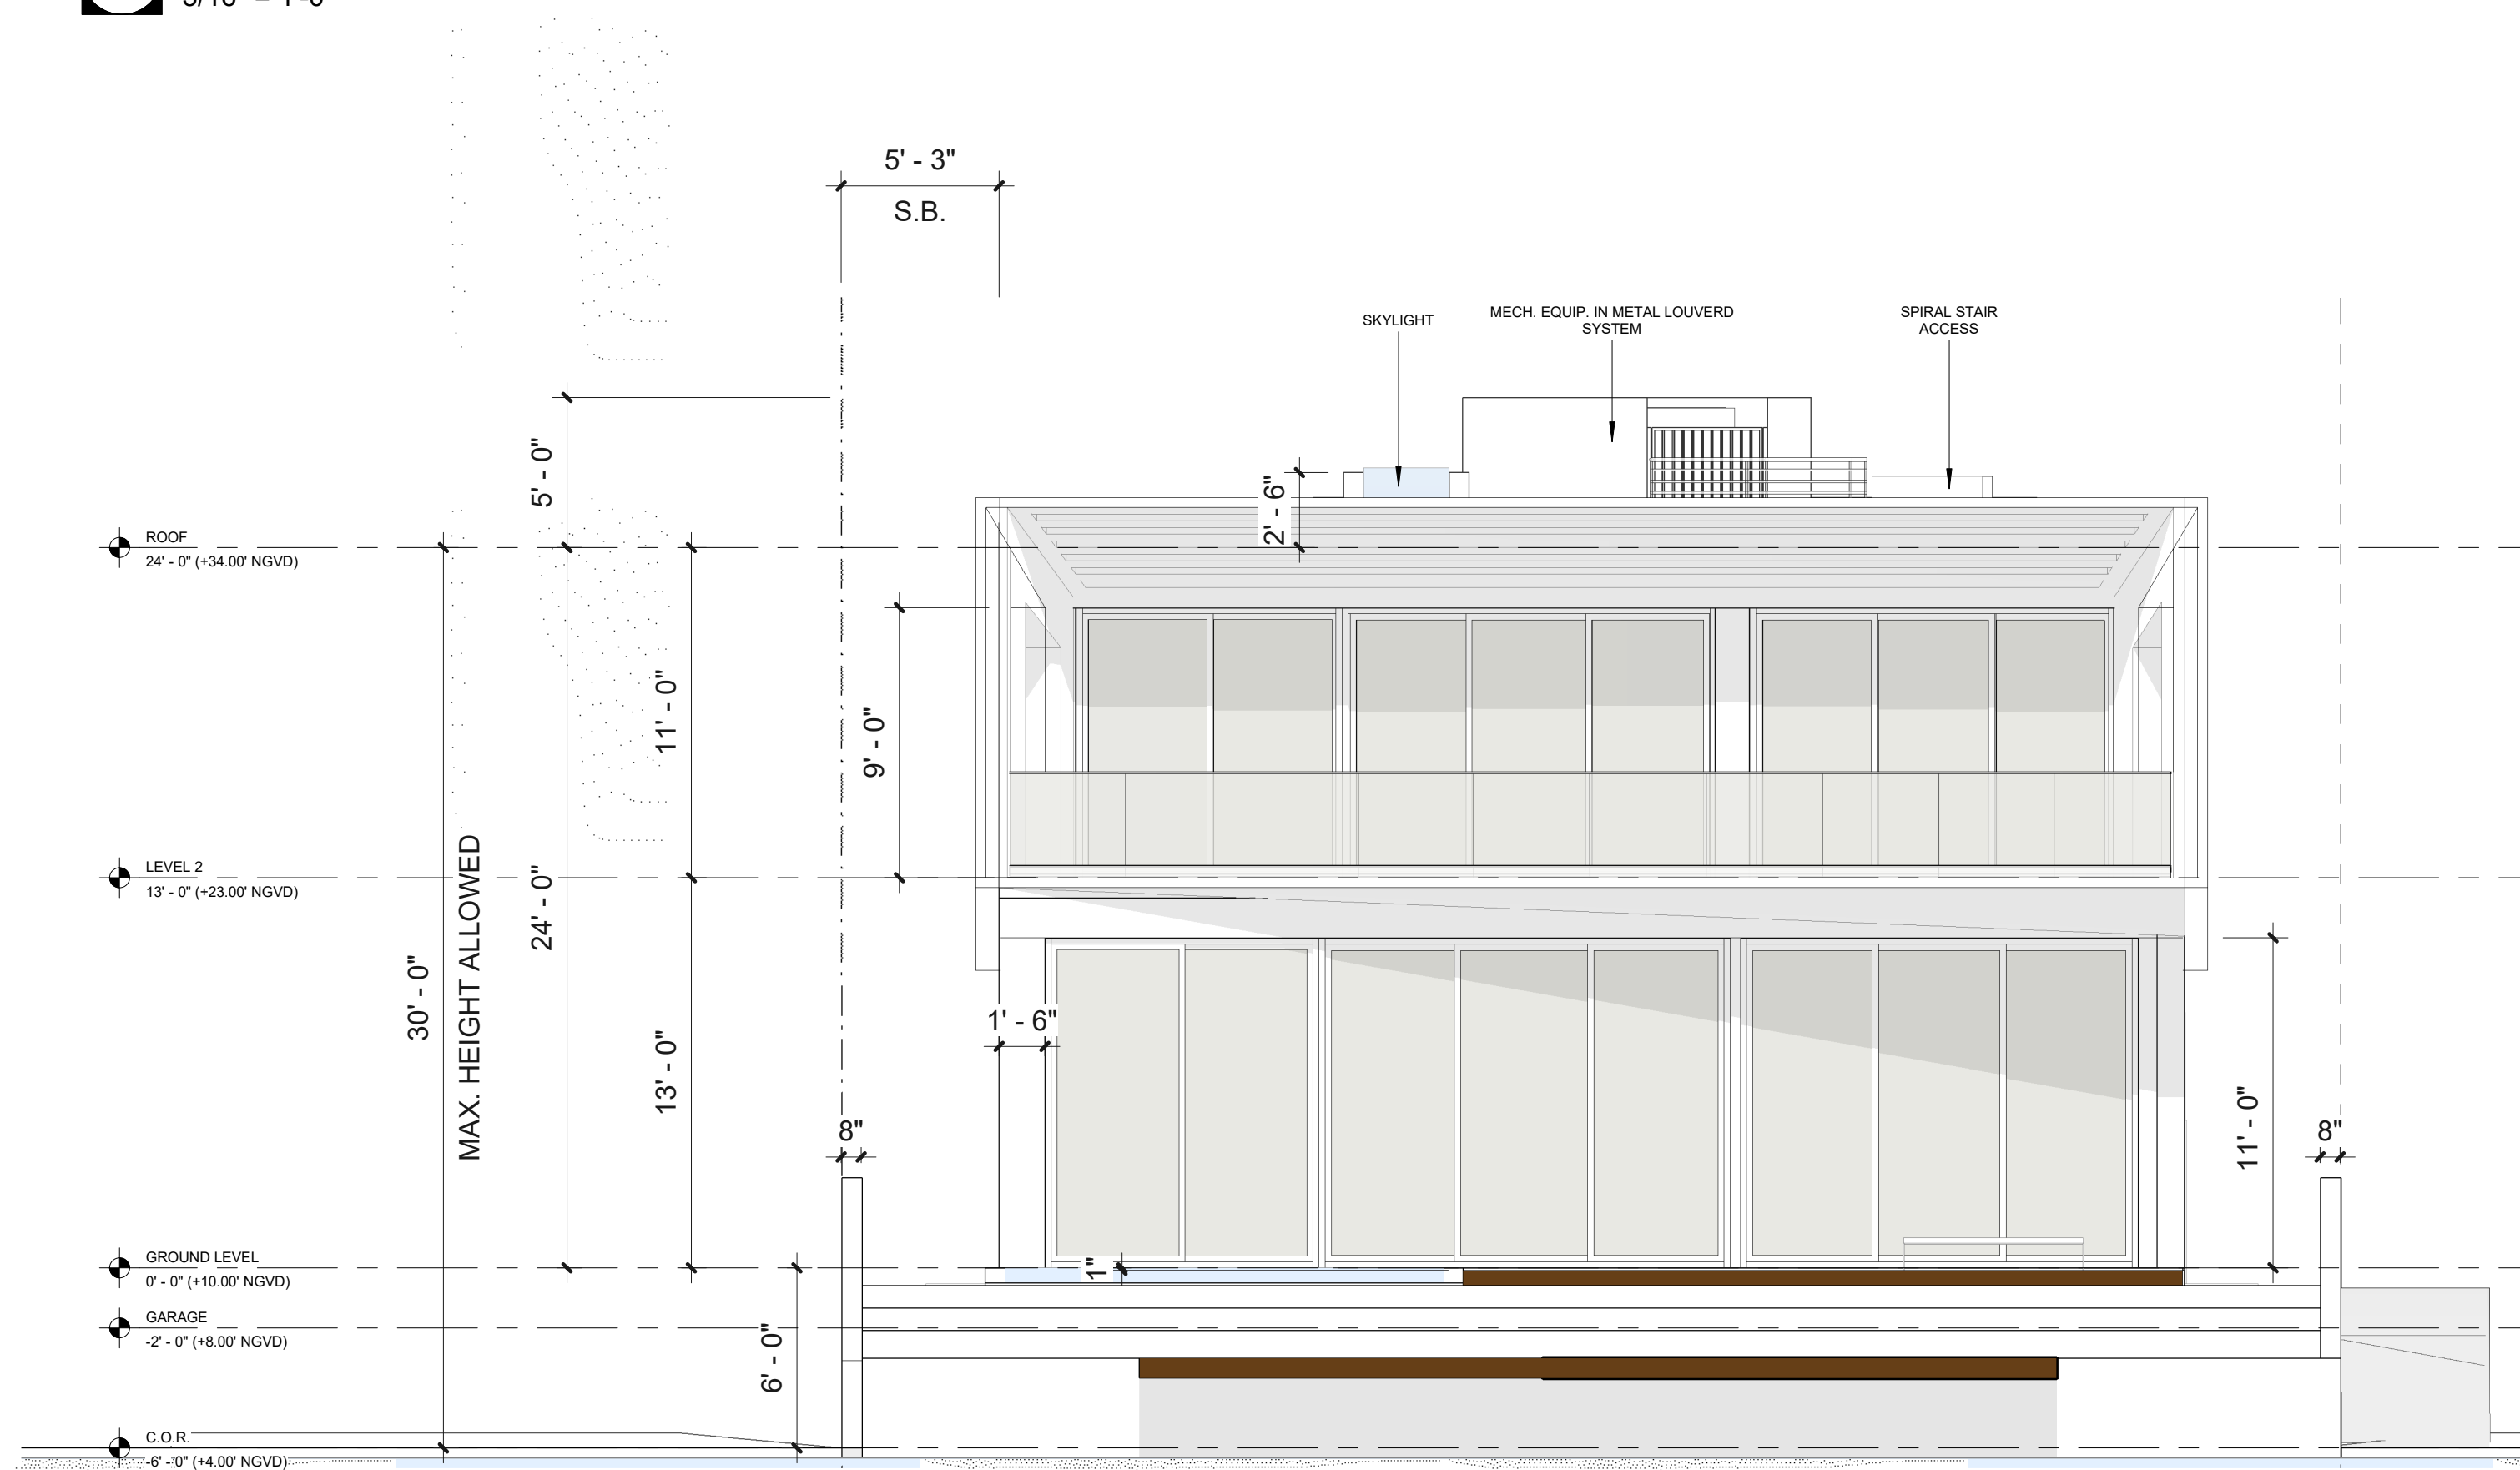 5' - 3"
S.B.
SKYLIGHT
MECH. EQUIP. IN METAL LOUVERD
SYSTEM
SPIRAL STAIR
ACCESS
5' - 0"
2' - 6"
ROOF
24' - 0" (+34.00' NGVD)
11' - 0"
9' - 0"
LEVEL 2
13' - 0" (+23.00' NGVD)
24' - 0"
30' - 0"
MAX. HEIGHT ALLOWED
13' - 0"
1' - 6"
8"
11' - 0"
8"
GROUND LEVEL
0' - 0" (+10.00' NGVD)
1"
GARAGE
-2' - 0" (+8.00' NGVD)
6' - 0"
C.O.R.
-6' - 0" (+4.00' NGVD)